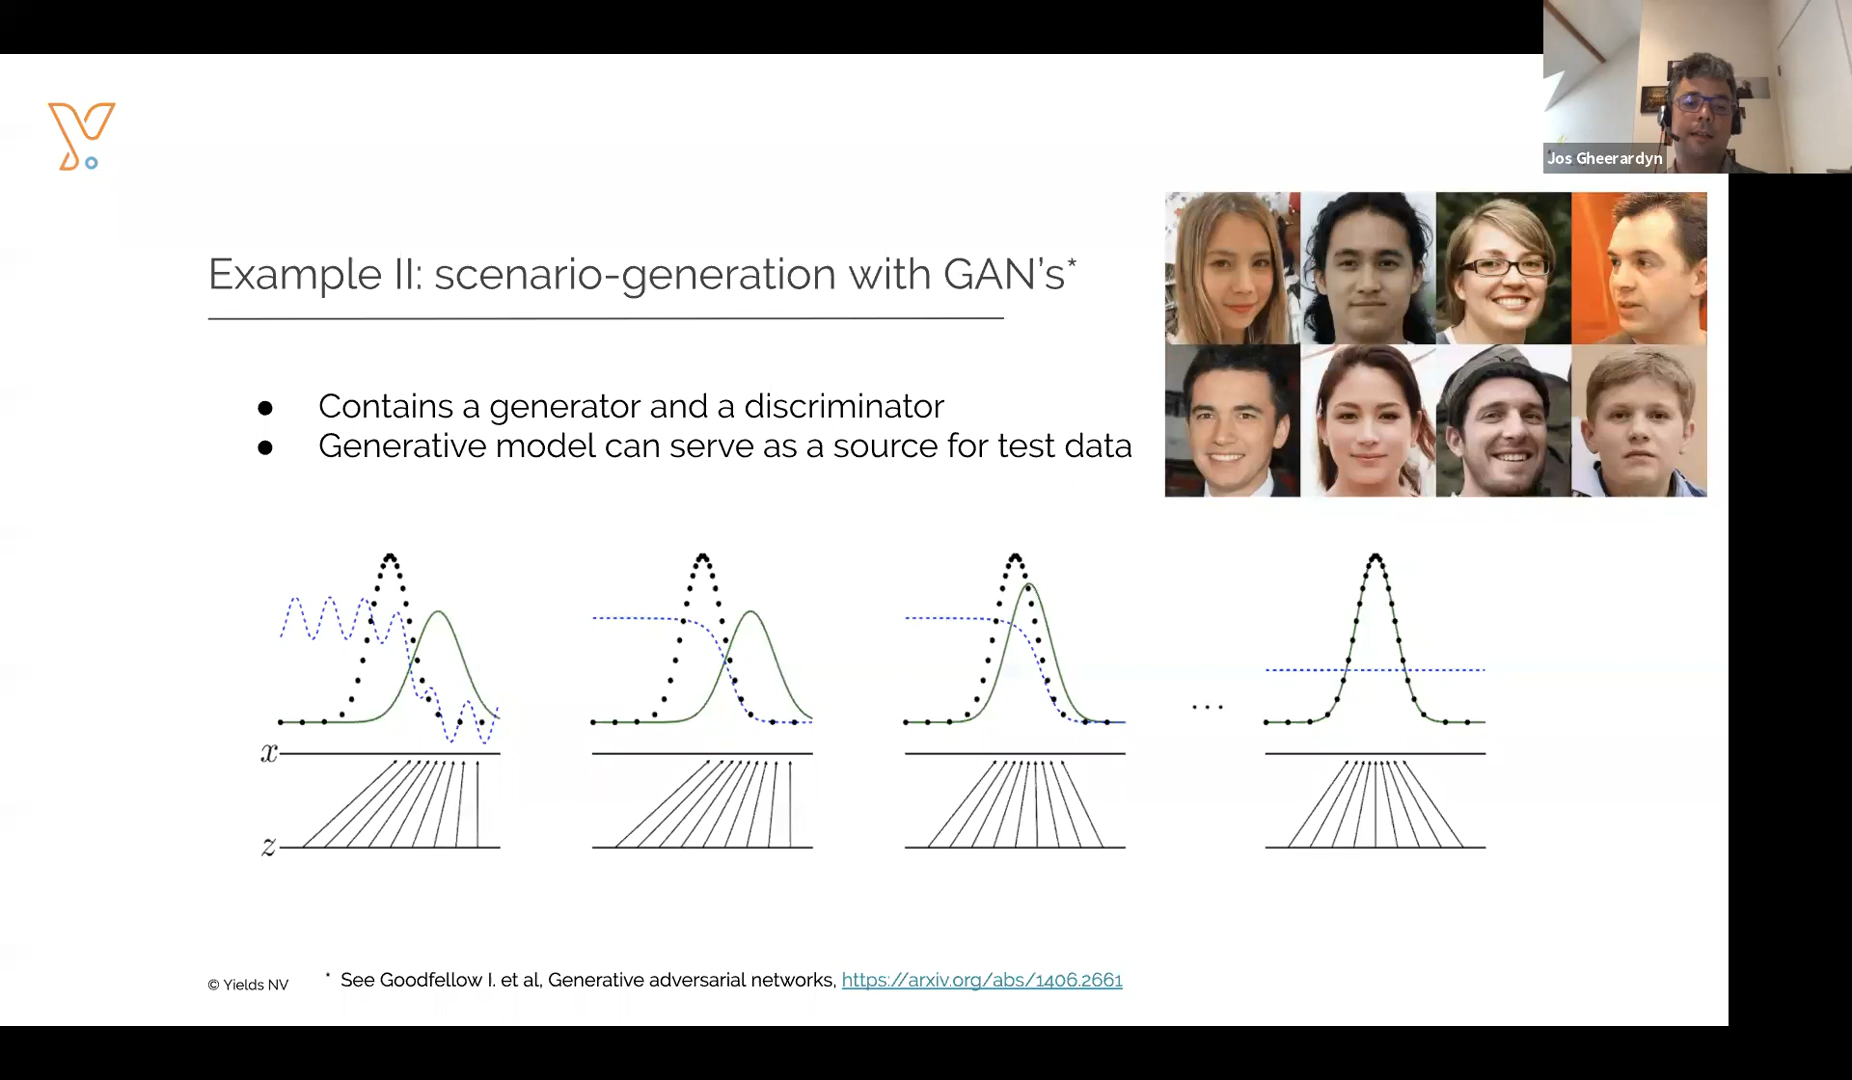 Jos Gheerardyn
Example II: scenario-generation with GAN's*
● Contains a generator and a discriminator
● Generative model can serve as a source for test data
...
x
z
© Yields NV
* See Goodfellow I. et al, Generative adversarial networks, https://arxiv.org/abs/1406.2661